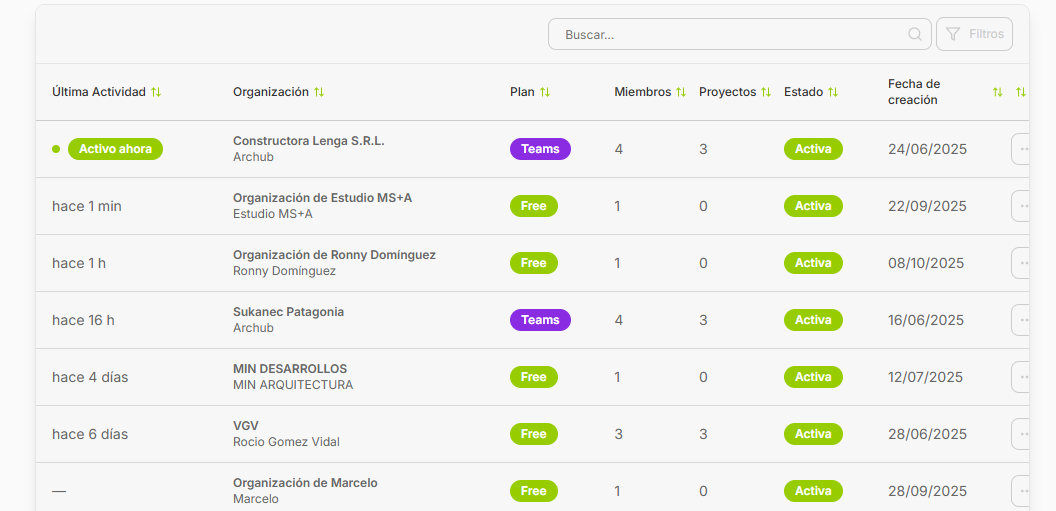 Buscar...
Filtros
Última Actividad Organización Plan Miembros Proyectos Estado Fecha de creación
Activo ahora Constructora Lenga S.R.L. Teams 4 3 Activa 24/06/2025
Archub
hace 1 min Organización de Estudio MS+A Free 1 0 Activa 22/09/2025
Estudio MS+A
hace 1 h Organización de Ronny Domínguez Free 1 0 Activa 08/10/2025
Ronny Domínguez
hace 16 h Sukanec Patagonia Teams 4 3 Activa 16/06/2025
Archub
hace 4 días MIN DESARROLLOS Free 1 0 Activa 12/07/2025
MIN ARQUITECTURA
hace 6 días VGV Free 3 3 Activa 28/06/2025
Rocio Gomez Vidal
— Organización de Marcelo Free 1 0 Activa 28/09/2025
Marcelo